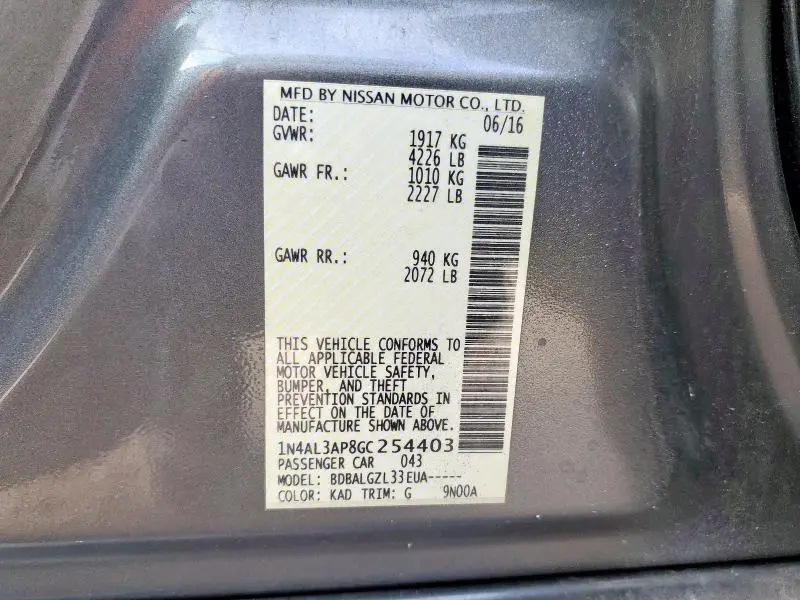 MFD BY NISSAN MOTOR CO., LTD.
DATE: 06/16
GVWR: 1917 KG
4226 LB
GAWR FR.: 1010 KG
2227 LB
GAWR RR.: 940 KG
2072 LB
THIS VEHICLE CONFORMS TO
ALL APPLICABLE FEDERAL
MOTOR VEHICLE SAFETY,
BUMPER, AND THEFT
PREVENTION STANDARDS IN
EFFECT ON THE DATE OF
MANUFACTURE SHOWN ABOVE.
1N4AL3AP8GC254403
PASSENGER CAR 043
MODEL: BDBALGZL33EUA-----
COLOR: KAD TRIM: G 9N00A